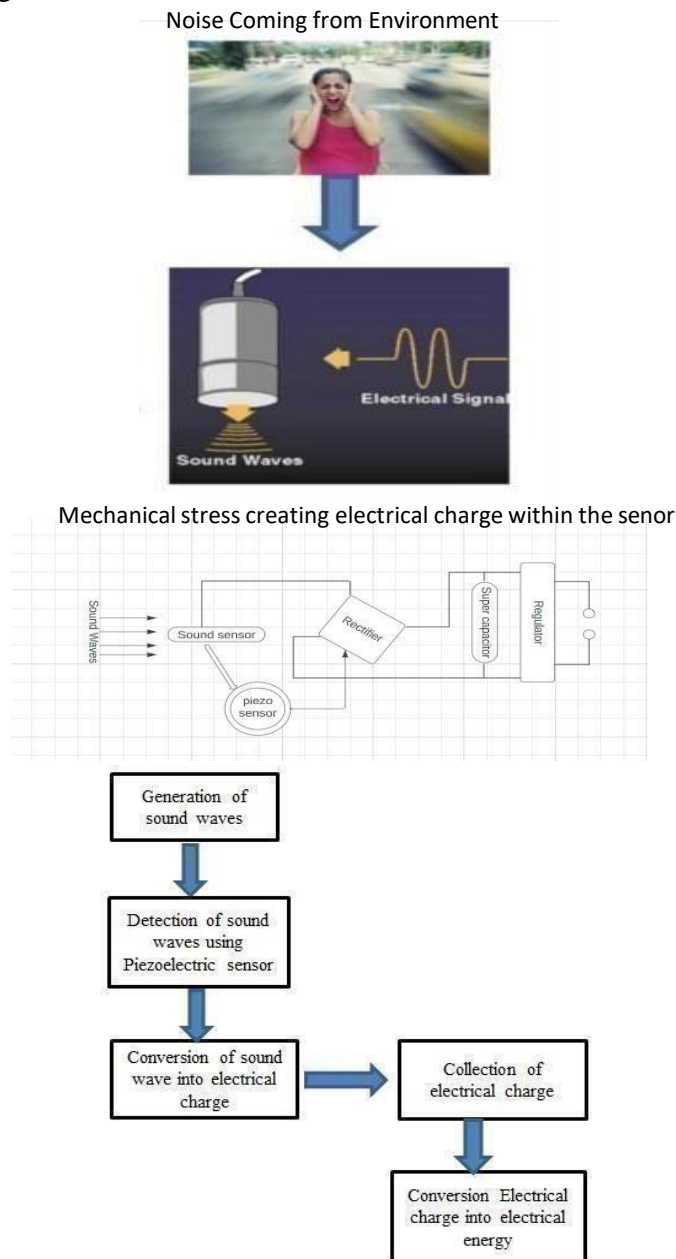 Noise Coming from Environment
Electrical Signal
Sound Waves
Mechanical stress creating electrical charge within the senor
Sound Waves
Sound sensor
piezo
sensor
Rectifier
Super capacitor
Regulator
Generation of
sound waves
Detection of sound
waves using
Piezoelectric sensor
Conversion of sound
wave into electrical
charge
Collection of
electrical charge
Conversion Electrical
charge into electrical
energy